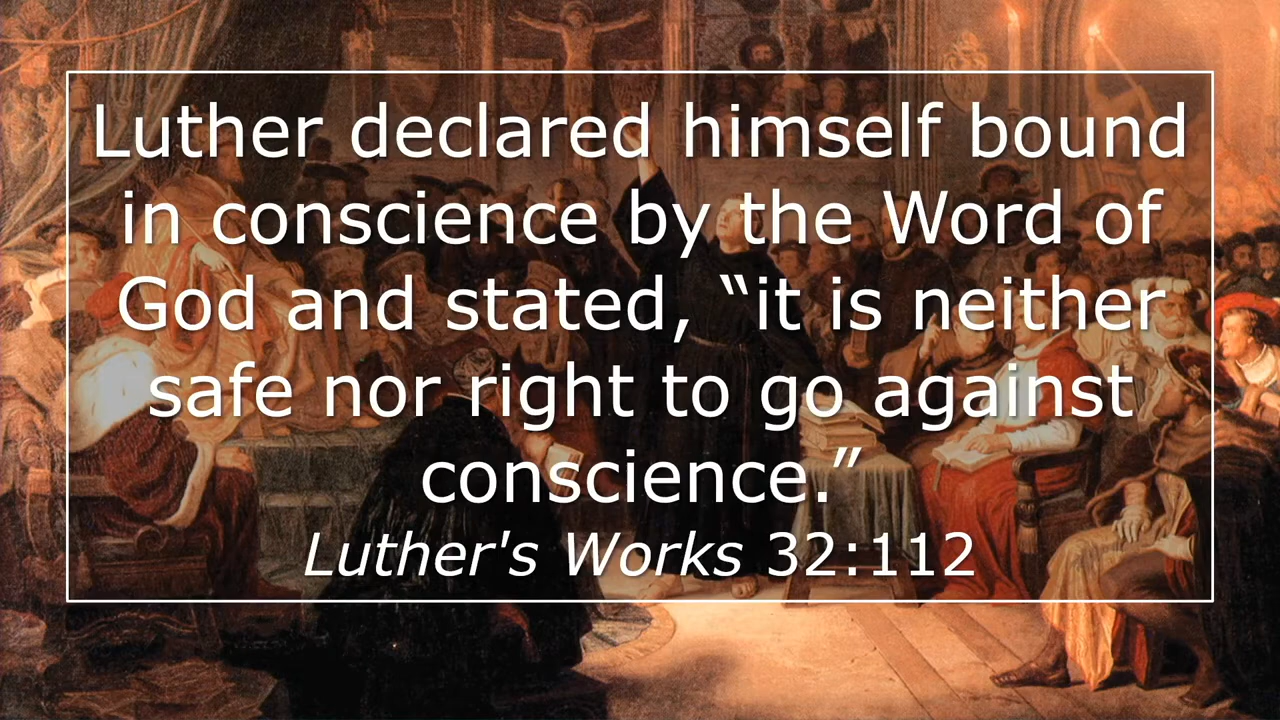 Luther declared himself bound
in conscience by the Word of
God and stated, “it is neither
safe nor right to go against
conscience.”
Luther's Works 32:112